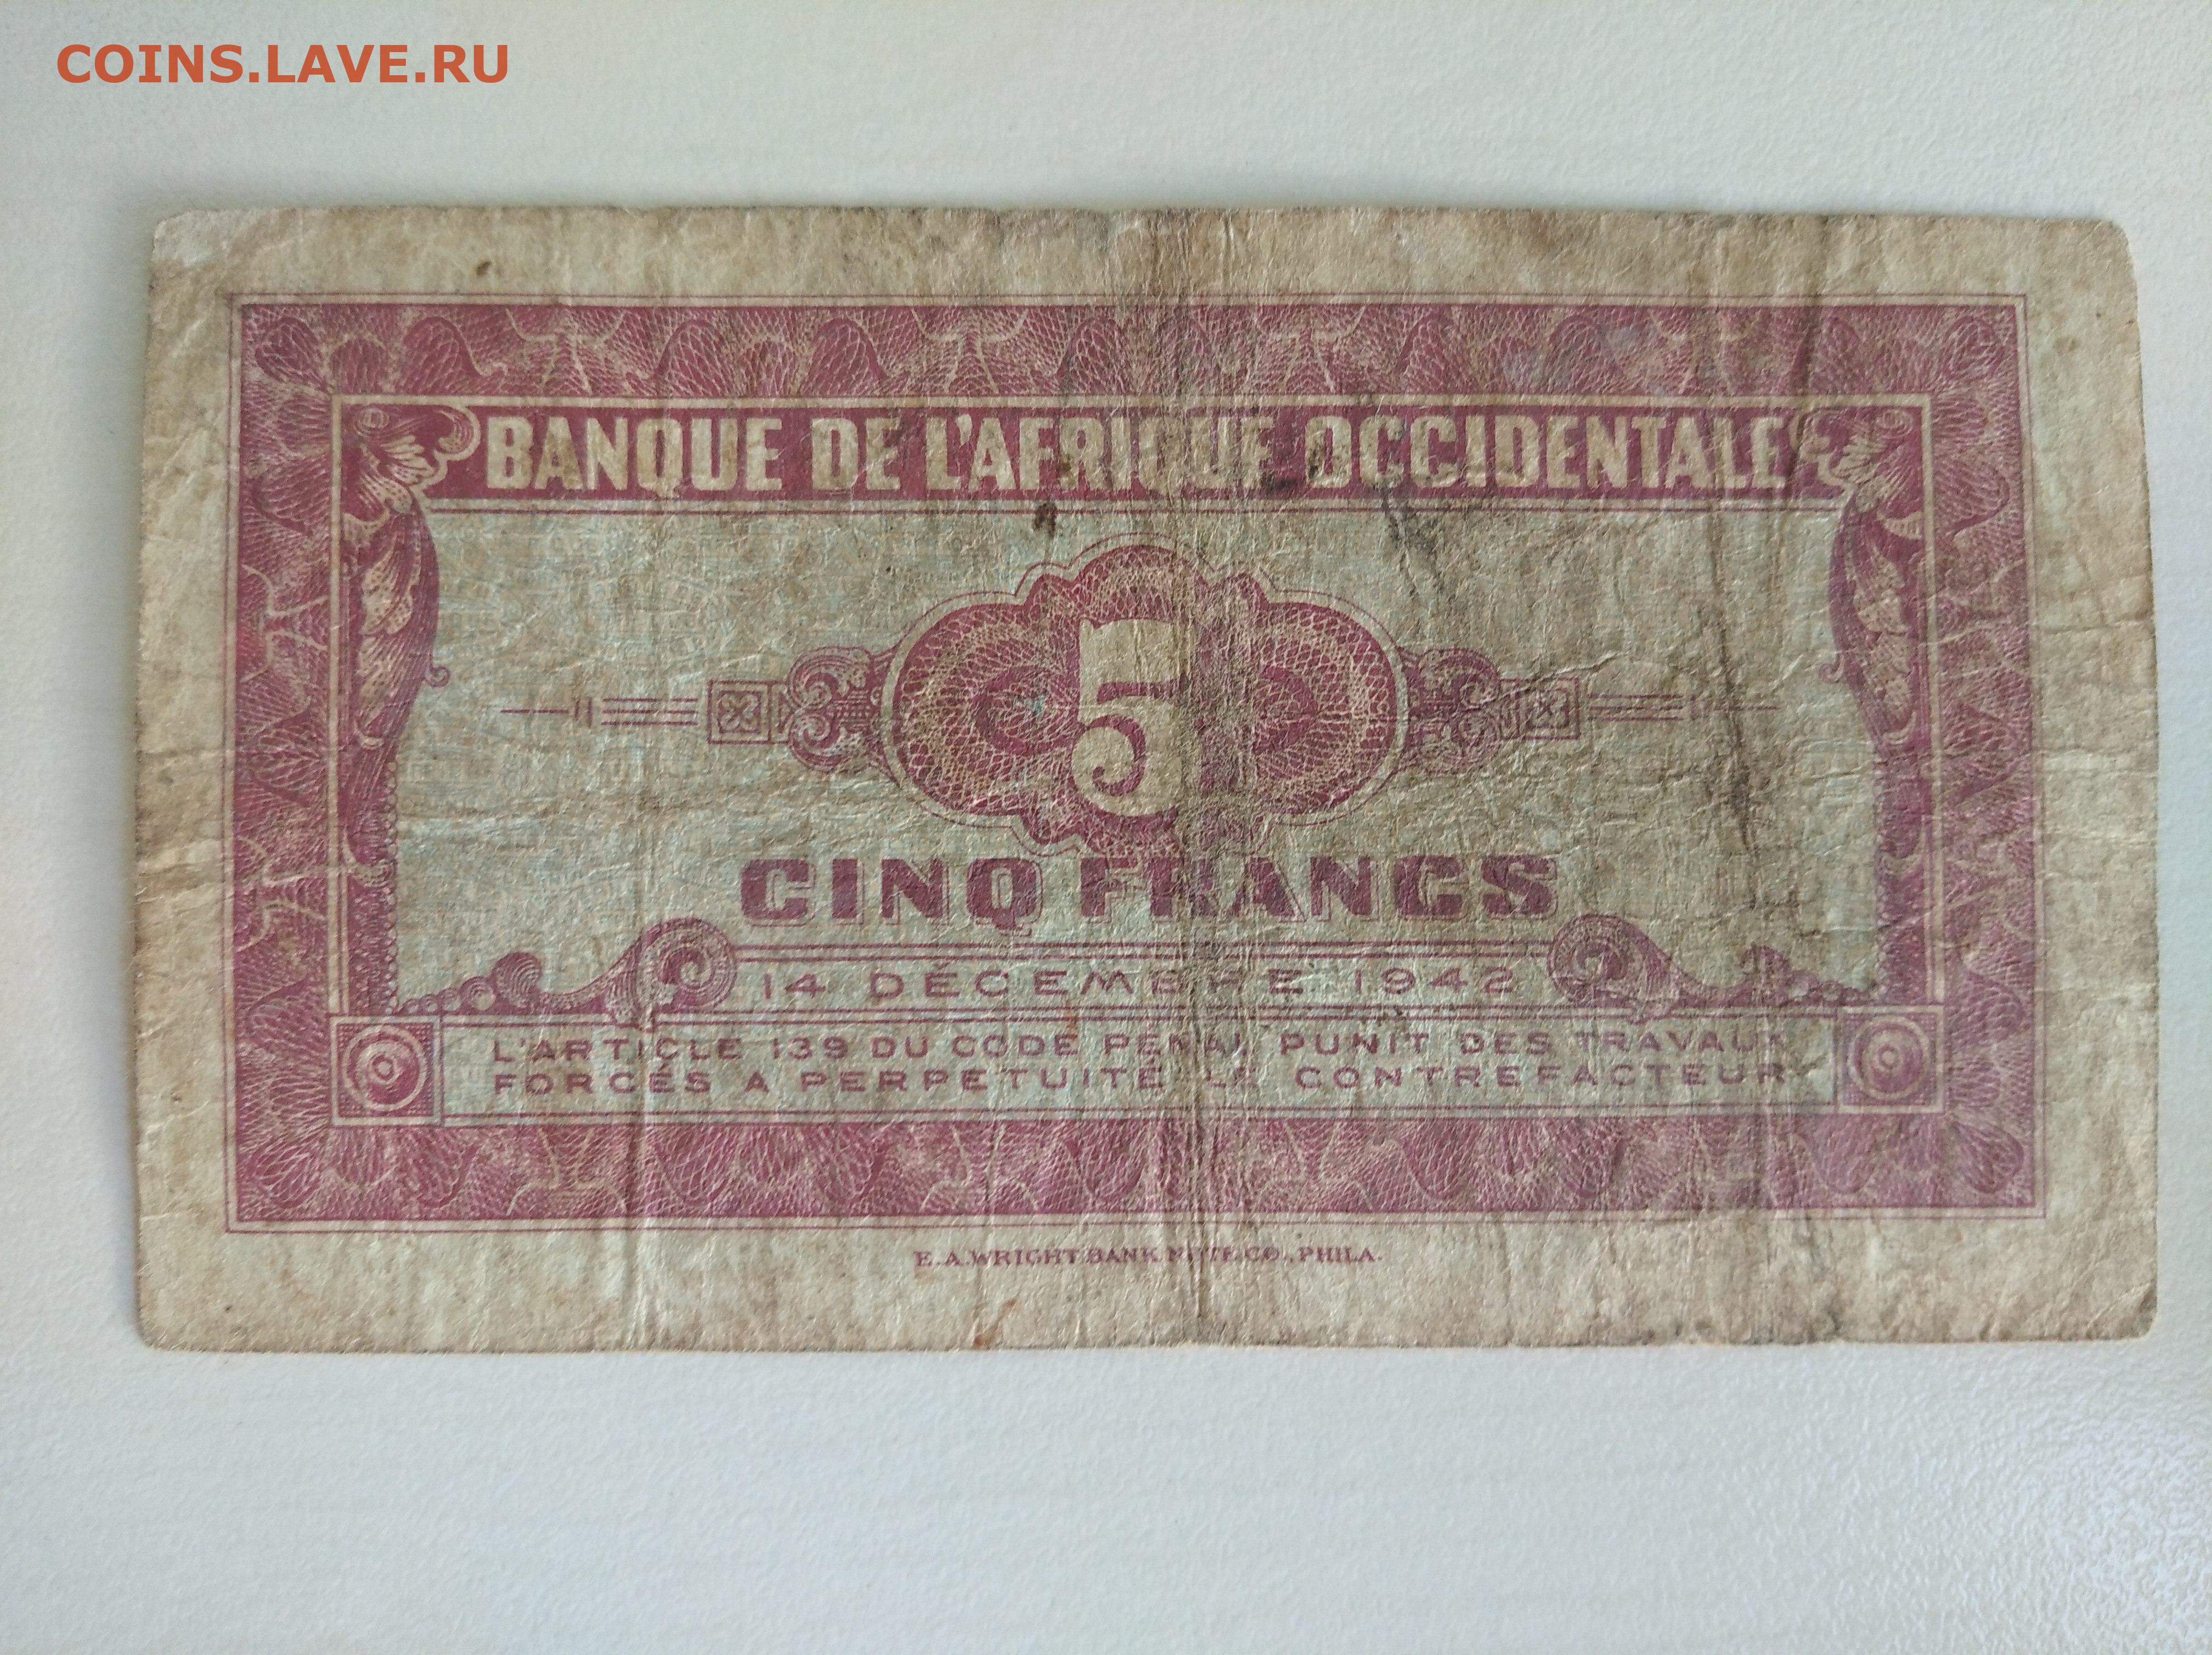 COINS.LAVE.RU
BANQUE DE L'AFRIQUE OCCIDENTALE
5
CINQ FRANCS
14 DÉCEMBRE 1942
L'ARTICLE 139 DU CODE PÉNAL PUNIT DES TRAVAUX
FORCÉS A PERPETUITÉ LE CONTREFACTEUR
E.A.WRIGHT BANK NOTE CO., PHILA.